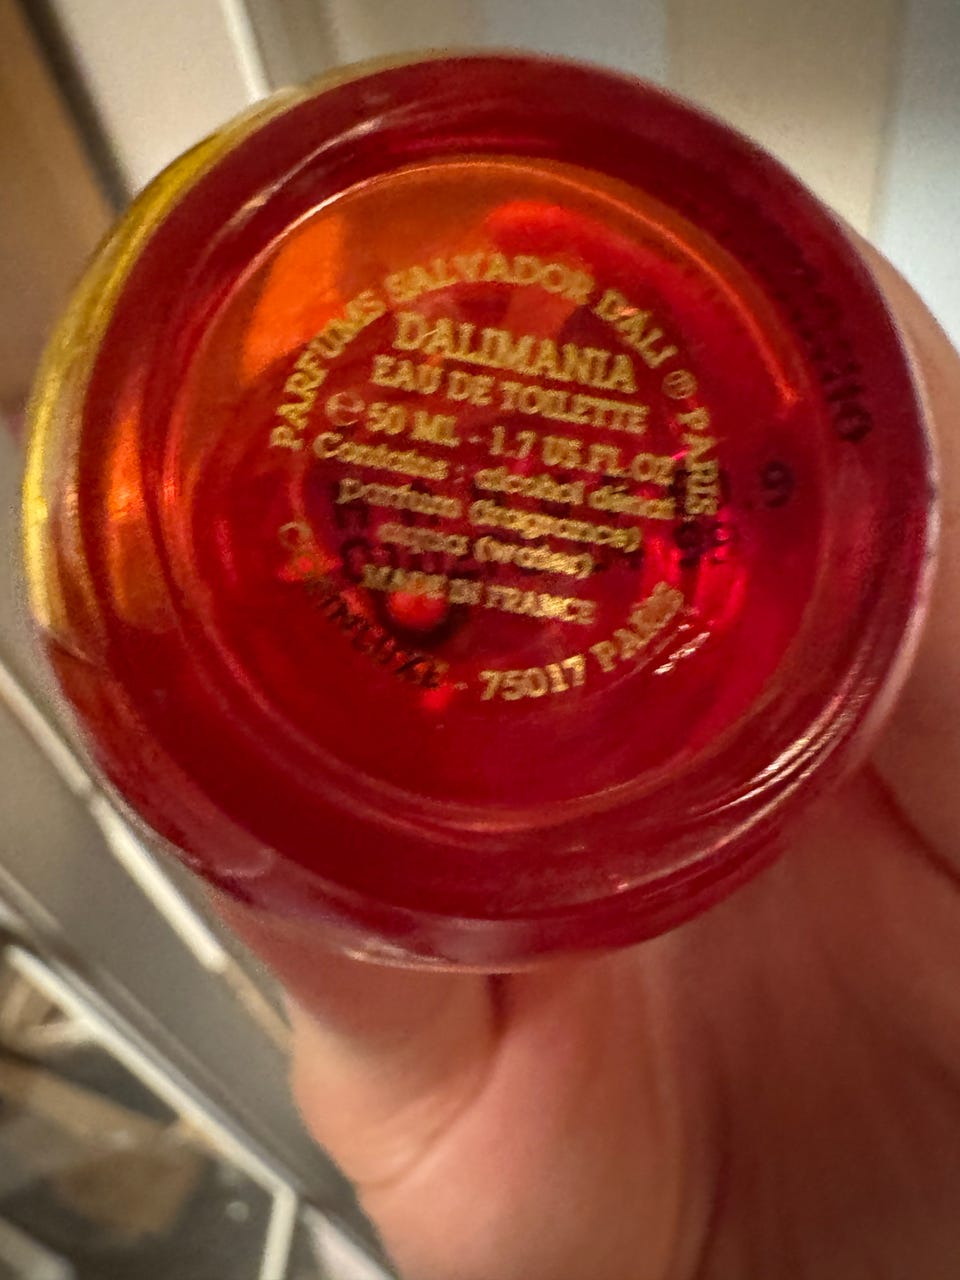 PARFUMS SALVADOR DALI ® PARIS
DALIMANIA
EAU DE TOILETTE
℮ 50 ML - 1.7 US.FL.OZ
Contains : alcohol denat
parfum (fragrance)
aqua (water)
MADE IN FRANCE
- 75017 PARIS